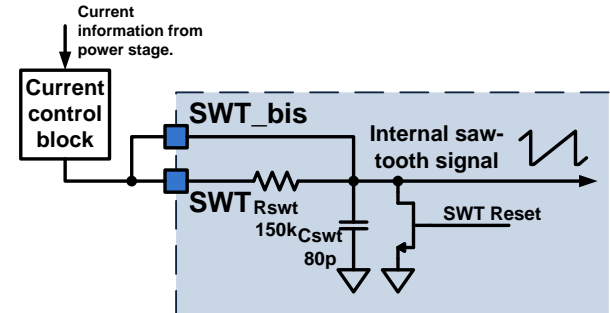 Current
information from
power stage.
Current
control
block
SWT_bis
Internal saw-
tooth signal
SWT
Rswt
150k
Cswt
80p
SWT Reset